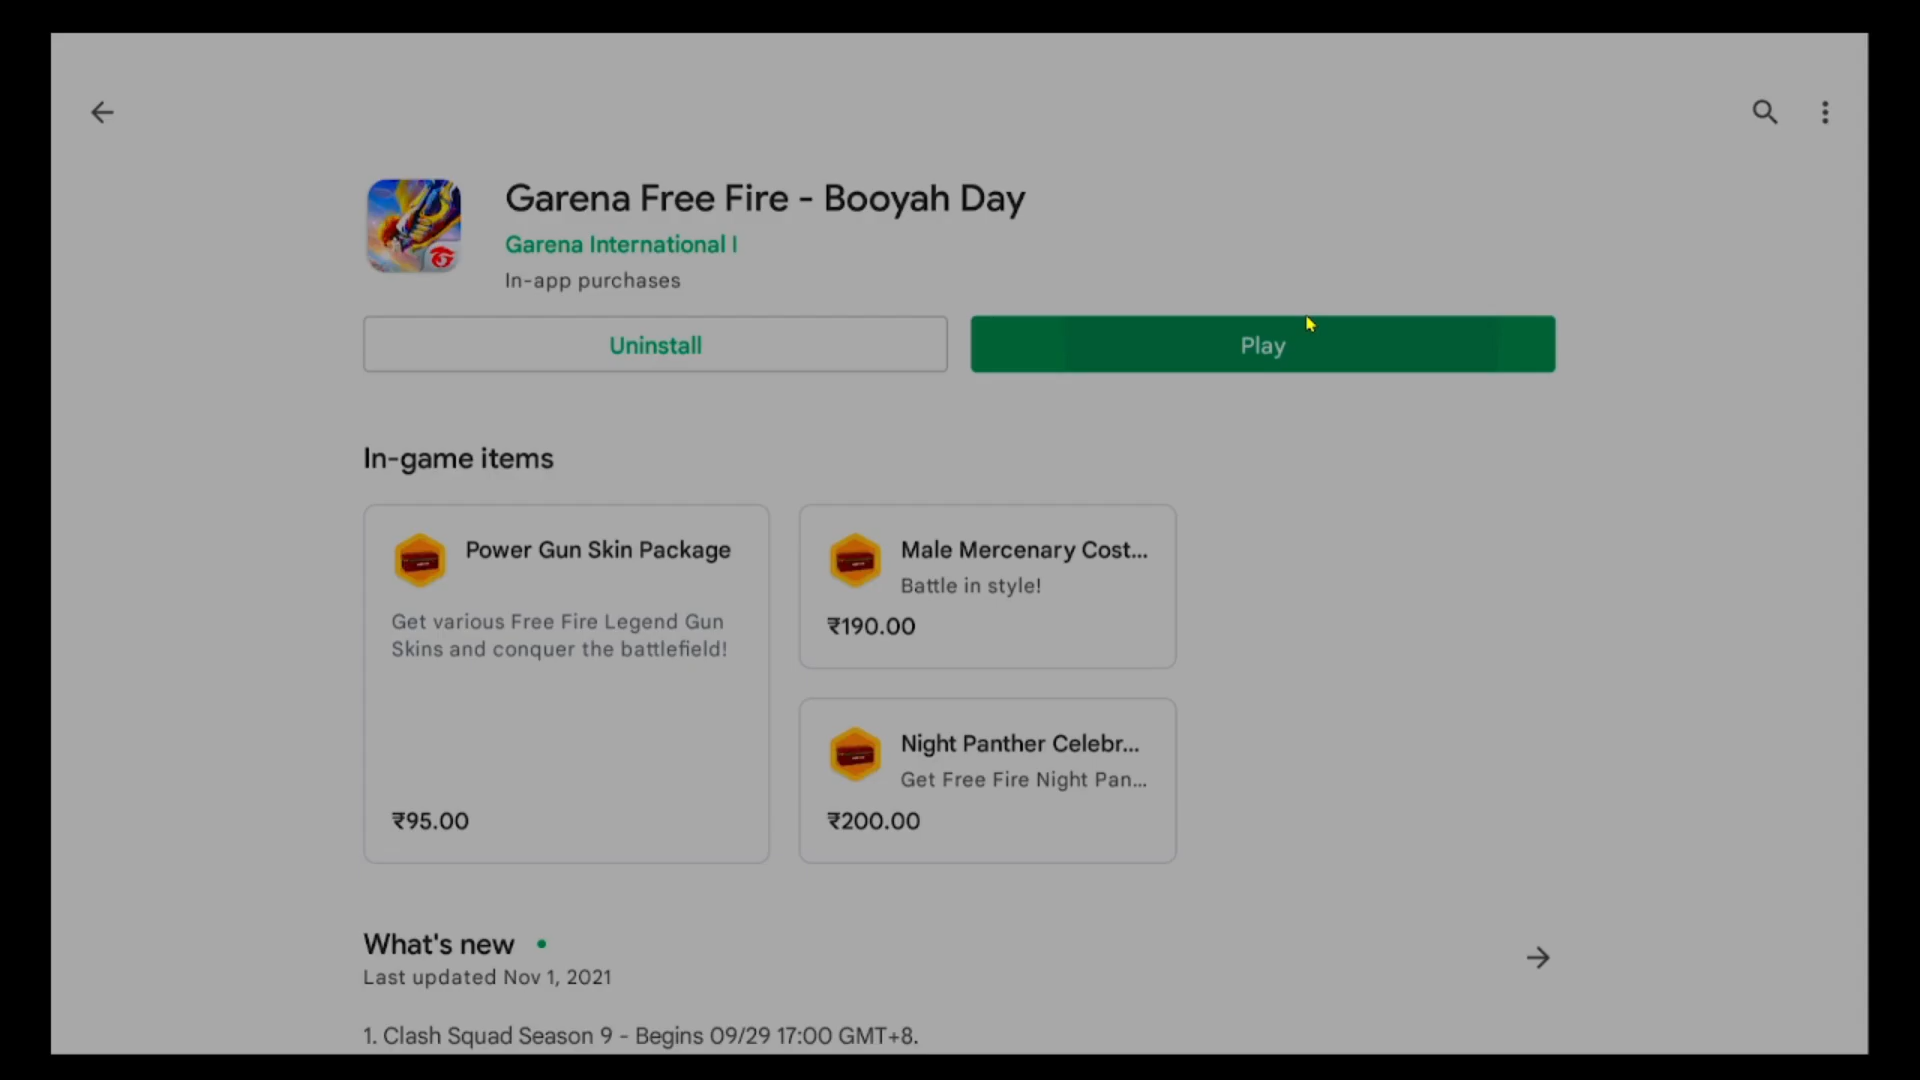 Garena Free Fire - Booyah Day
Garena International I
In-app purchases
Uninstall
Play
In-game items
Power Gun Skin Package
Get various Free Fire Legend Gun
Skins and conquer the battlefield!
₹95.00
Male Mercenary Cost...
Battle in style!
₹190.00
Night Panther Celebr...
Get Free Fire Night Pan...
₹200.00
What's new
Last updated Nov 1, 2021
1. Clash Squad Season 9 - Begins 09/29 17:00 GMT+8.